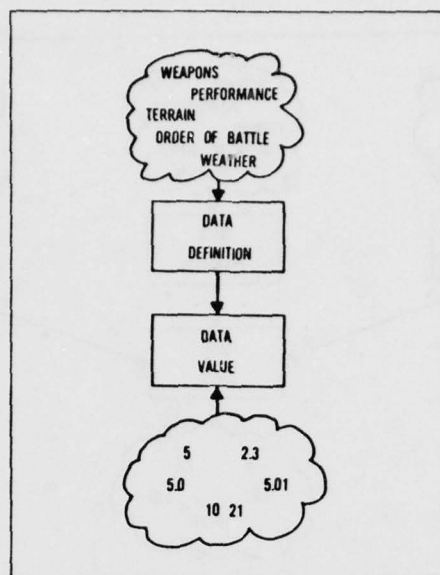 WEAPONS
PERFORMANCE
TERRAIN
ORDER OF BATTLE
WEATHER
DATA
DEFINITION
DATA
VALUE
5 2.3
5.0 5.01
10 21